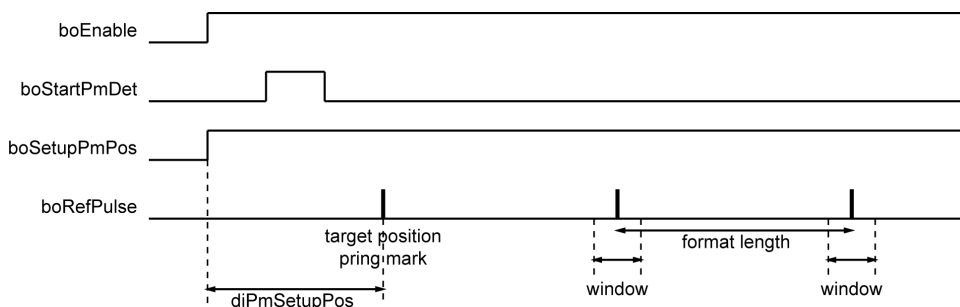 boEnable
boStartPmDet
boSetupPmPos
boRefPulse
target position
pring mark
format length
diPmSetupPos
window
window